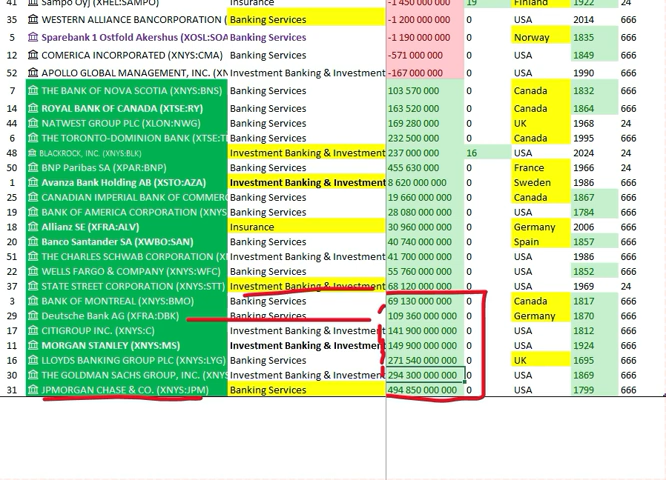 41 Sampo Oyj (XHEL:SAMPO) Insurance -1 450 000 000 19 Finland 1922 24
35 WESTERN ALLIANCE BANCORPORATION ( Banking Services -1 200 000 000 0 USA 2014 666
5 Sparebank 1 Ostfold Akershus (XOSL:SOA Banking Services -1 190 000 000 0 Norway 1835 666
12 COMERICA INCORPORATED (XNYS:CMA) Banking Services -571 000 000 0 USA 1849 666
52 APOLLO GLOBAL MANAGEMENT, INC. (XN Investment Banking & Investment -167 000 000 0 USA 1990 666
7 THE BANK OF NOVA SCOTIA (XNYS:BNS) Banking Services 103 570 000 0 Canada 1832 666
14 ROYAL BANK OF CANADA (XTSE:RY) Banking Services 163 520 000 0 Canada 1864 666
44 NATWEST GROUP PLC (XLON:NWG) Banking Services 169 280 000 0 UK 1968 24
6 THE TORONTO-DOMINION BANK (XTSE:T Banking Services 232 500 000 0 Canada 1995 666
48 BLACKROCK, INC. (XNYS:BLK) Investment Banking & Investment 237 000 000 16 USA 2024 24
50 BNP Paribas SA (XPAR:BNP) Banking Services 455 630 000 0 France 1966 24
1 Avanza Bank Holding AB (XSTO:AZA) Investment Banking & Investment 8 620 000 000 0 Sweden 1986 666
25 CANADIAN IMPERIAL BANK OF COMMERC Banking Services 19 660 000 000 0 Canada 1867 666
19 BANK OF AMERICA CORPORATION (XNYS Banking Services 28 080 000 000 0 USA 1784 666
18 Allianz SE (XFRA:ALV) Insurance 30 960 000 000 0 Germany 2006 666
20 Banco Santander SA (XWBO:SAN) Banking Services 40 740 000 000 0 Spain 1857 666
51 THE CHARLES SCHWAB CORPORATION (X Investment Banking & Investment 41 700 000 000 0 USA 1986 666
22 WELLS FARGO & COMPANY (XNYS:WFC) Banking Services 55 760 000 000 0 USA 1852 666
37 STATE STREET CORPORATION (XNYS:STT) Investment Banking & Investment 68 120 000 000 0 USA 1969 24
3 BANK OF MONTREAL (XNYS:BMO) Banking Services 69 130 000 000 0 Canada 1817 666
29 Deutsche Bank AG (XFRA:DBK) Banking Services 109 360 000 000 0 Germany 1870 666
17 CITIGROUP INC. (XNYS:C) Investment Banking & Investment 141 900 000 000 0 USA 1812 666
11 MORGAN STANLEY (XNYS:MS) Investment Banking & Investment 149 900 000 000 0 USA 1924 666
16 LLOYDS BANKING GROUP PLC (XNYS:LYG) Banking Services 271 540 000 000 0 UK 1695 666
30 THE GOLDMAN SACHS GROUP, INC. (XNYS Investment Banking & Investment 294 300 000 000 0 USA 1869 666
31 JPMORGAN CHASE & CO. (XNYS:JPM) Banking Services 494 850 000 000 0 USA 1799 666